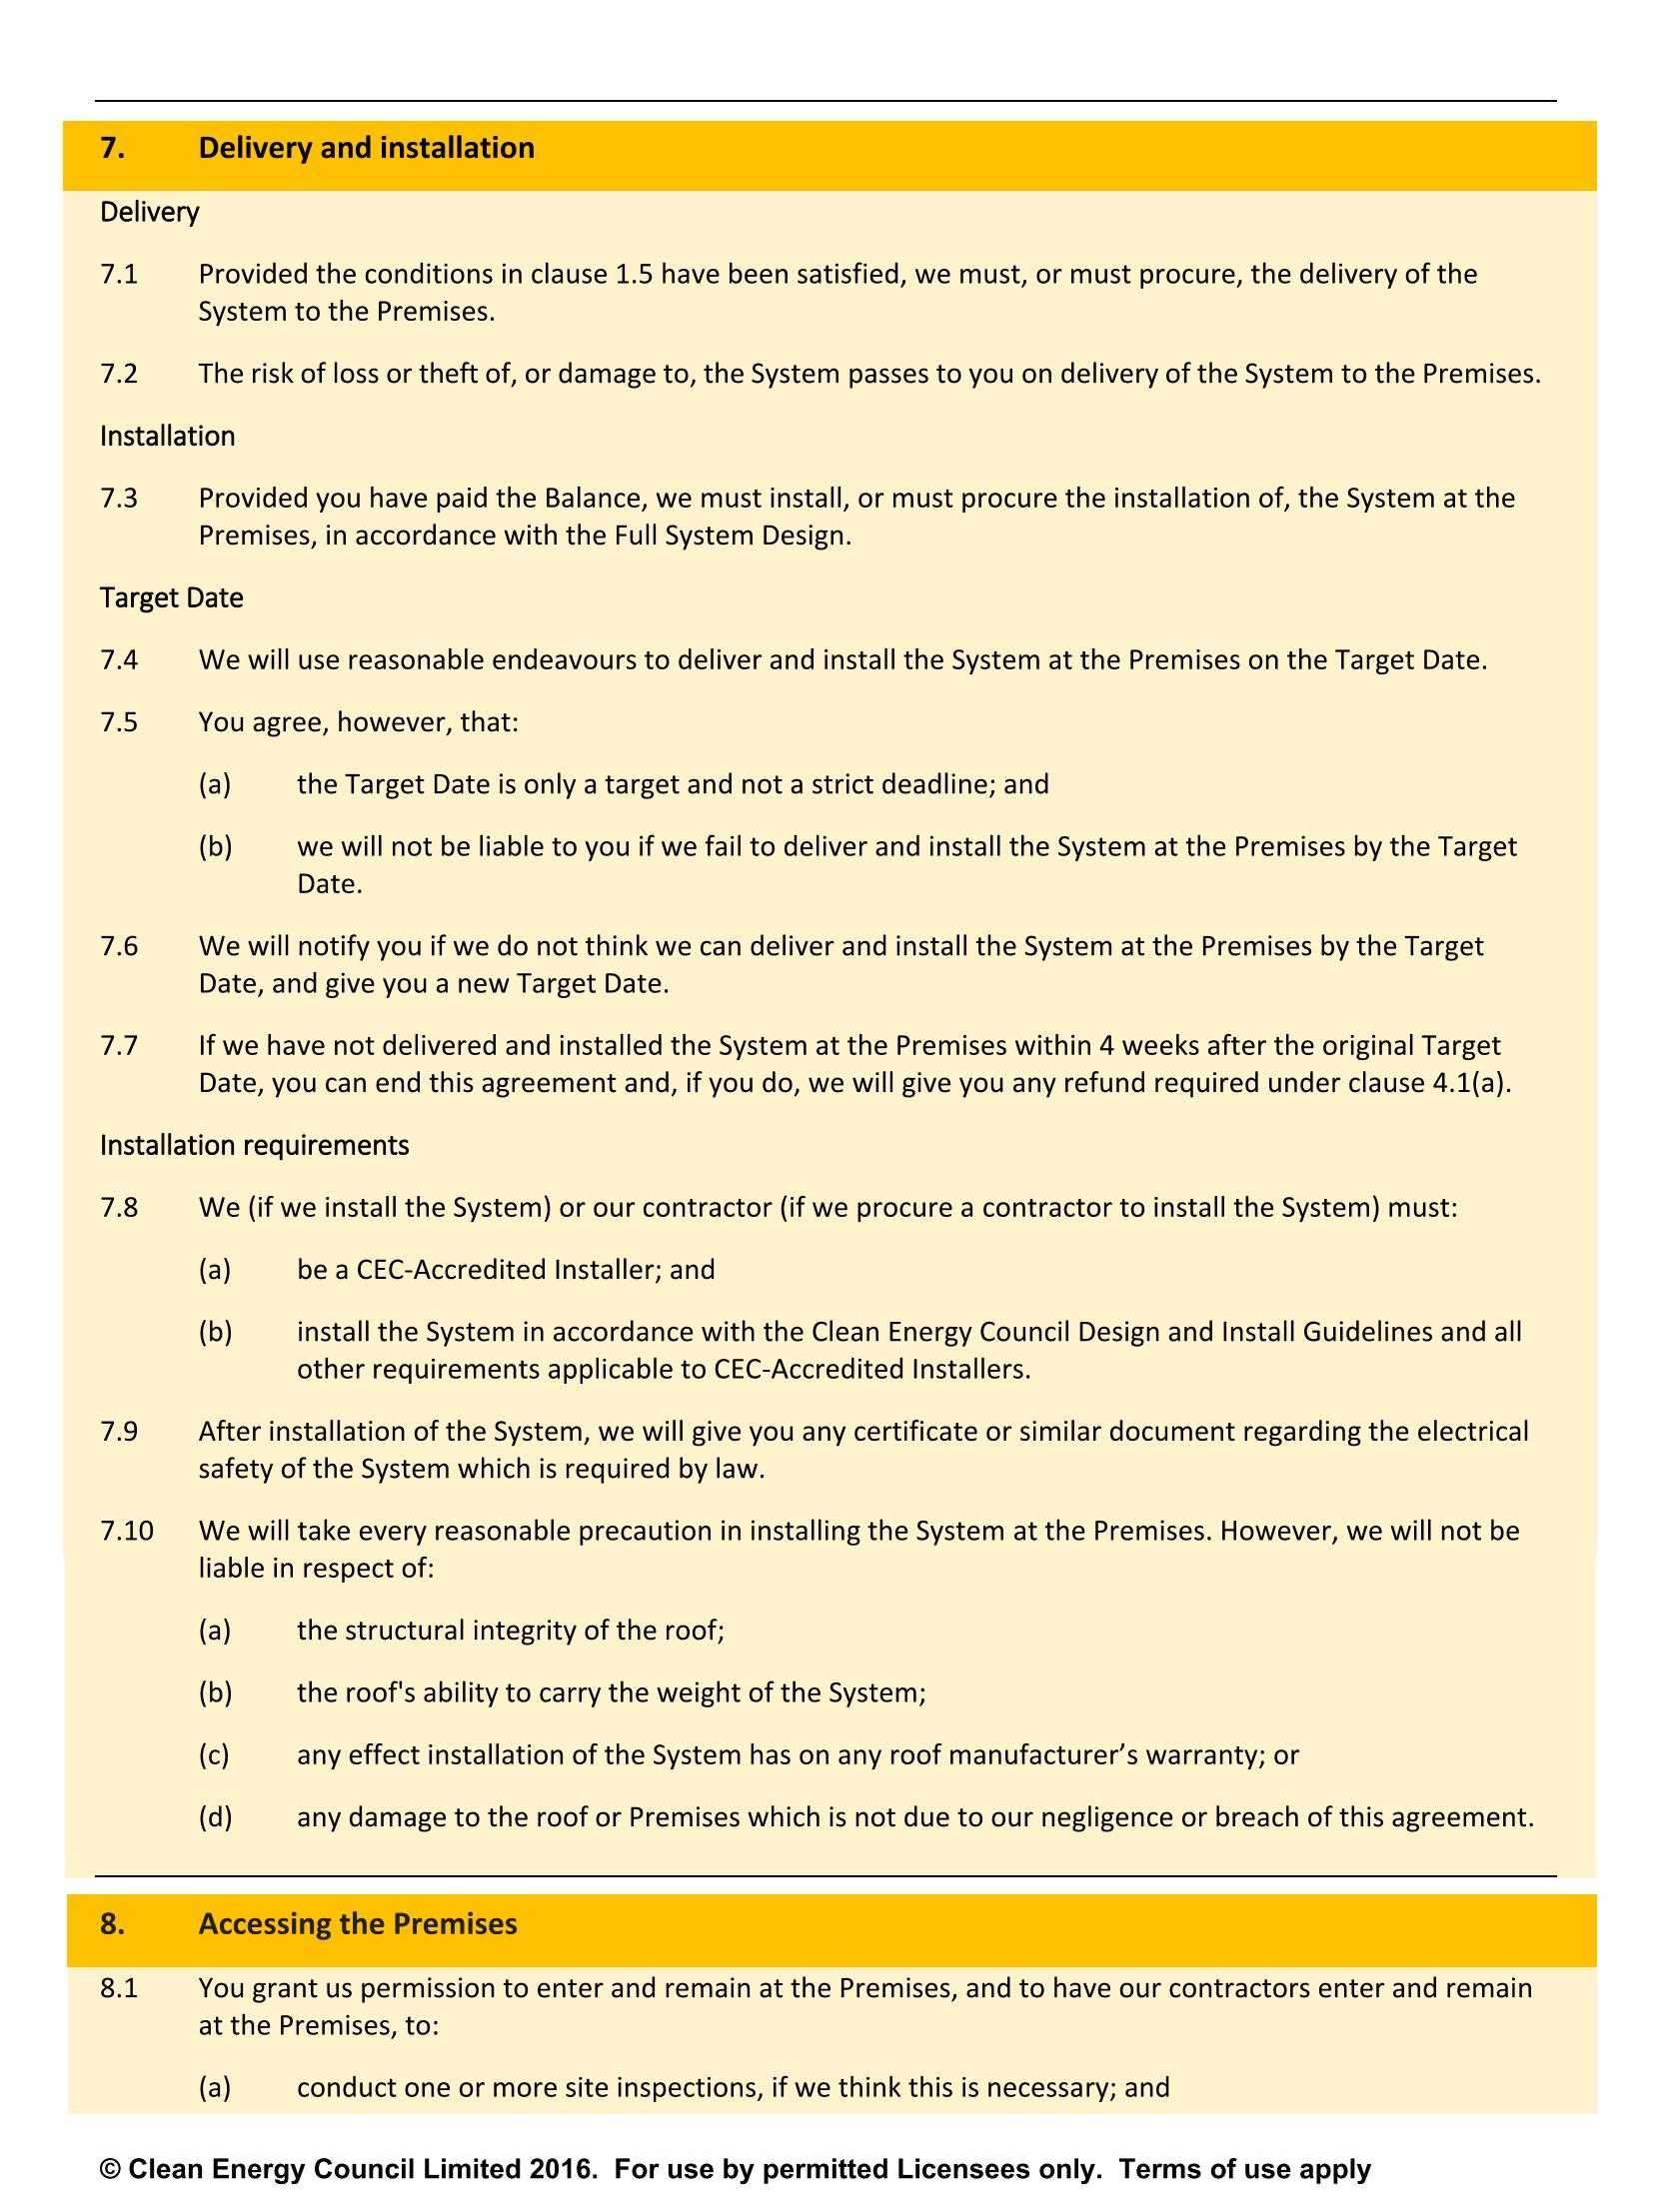 7. Delivery and installation
Delivery
7.1 Provided the conditions in clause 1.5 have been satisfied, we must, or must procure, the delivery of the
System to the Premises.
7.2 The risk of loss or theft of, or damage to, the System passes to you on delivery of the System to the Premises.
Installation
7.3 Provided you have paid the Balance, we must install, or must procure the installation of, the System at the
Premises, in accordance with the Full System Design.
Target Date
7.4 We will use reasonable endeavours to deliver and install the System at the Premises on the Target Date.
7.5 You agree, however, that:
(a) the Target Date is only a target and not a strict deadline; and
(b) we will not be liable to you if we fail to deliver and install the System at the Premises by the Target
Date.
7.6 We will notify you if we do not think we can deliver and install the System at the Premises by the Target
Date, and give you a new Target Date.
7.7 If we have not delivered and installed the System at the Premises within 4 weeks after the original Target
Date, you can end this agreement and, if you do, we will give you any refund required under clause 4.1(a).
Installation requirements
7.8 We (if we install the System) or our contractor (if we procure a contractor to install the System) must:
(a) be a CEC-Accredited Installer; and
(b) install the System in accordance with the Clean Energy Council Design and Install Guidelines and all
other requirements applicable to CEC-Accredited Installers.
7.9 After installation of the System, we will give you any certificate or similar document regarding the electrical
safety of the System which is required by law.
7.10 We will take every reasonable precaution in installing the System at the Premises. However, we will not be
liable in respect of:
(a) the structural integrity of the roof;
(b) the roof's ability to carry the weight of the System;
(c) any effect installation of the System has on any roof manufacturer’s warranty; or
(d) any damage to the roof or Premises which is not due to our negligence or breach of this agreement.
8. Accessing the Premises
8.1 You grant us permission to enter and remain at the Premises, and to have our contractors enter and remain
at the Premises, to:
(a) conduct one or more site inspections, if we think this is necessary; and
© Clean Energy Council Limited 2016. For use by permitted Licensees only. Terms of use apply